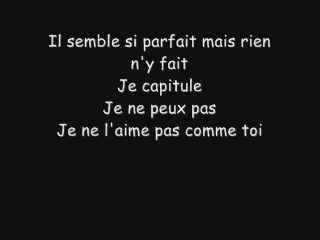 Il semble si parfait mais rien
n'y fait
Je capitule
Je ne peux pas
Je ne l'aime pas comme toi